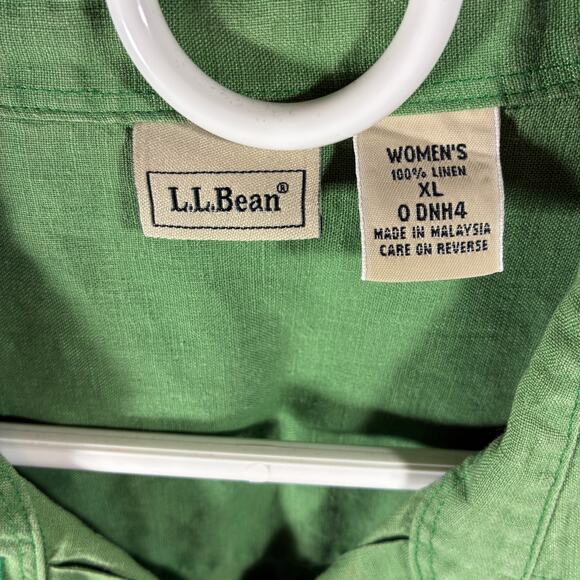 L.L.Bean®
WOMEN'S
100% LINEN
XL
0 DNH4
MADE IN MALAYSIA
CARE ON REVERSE